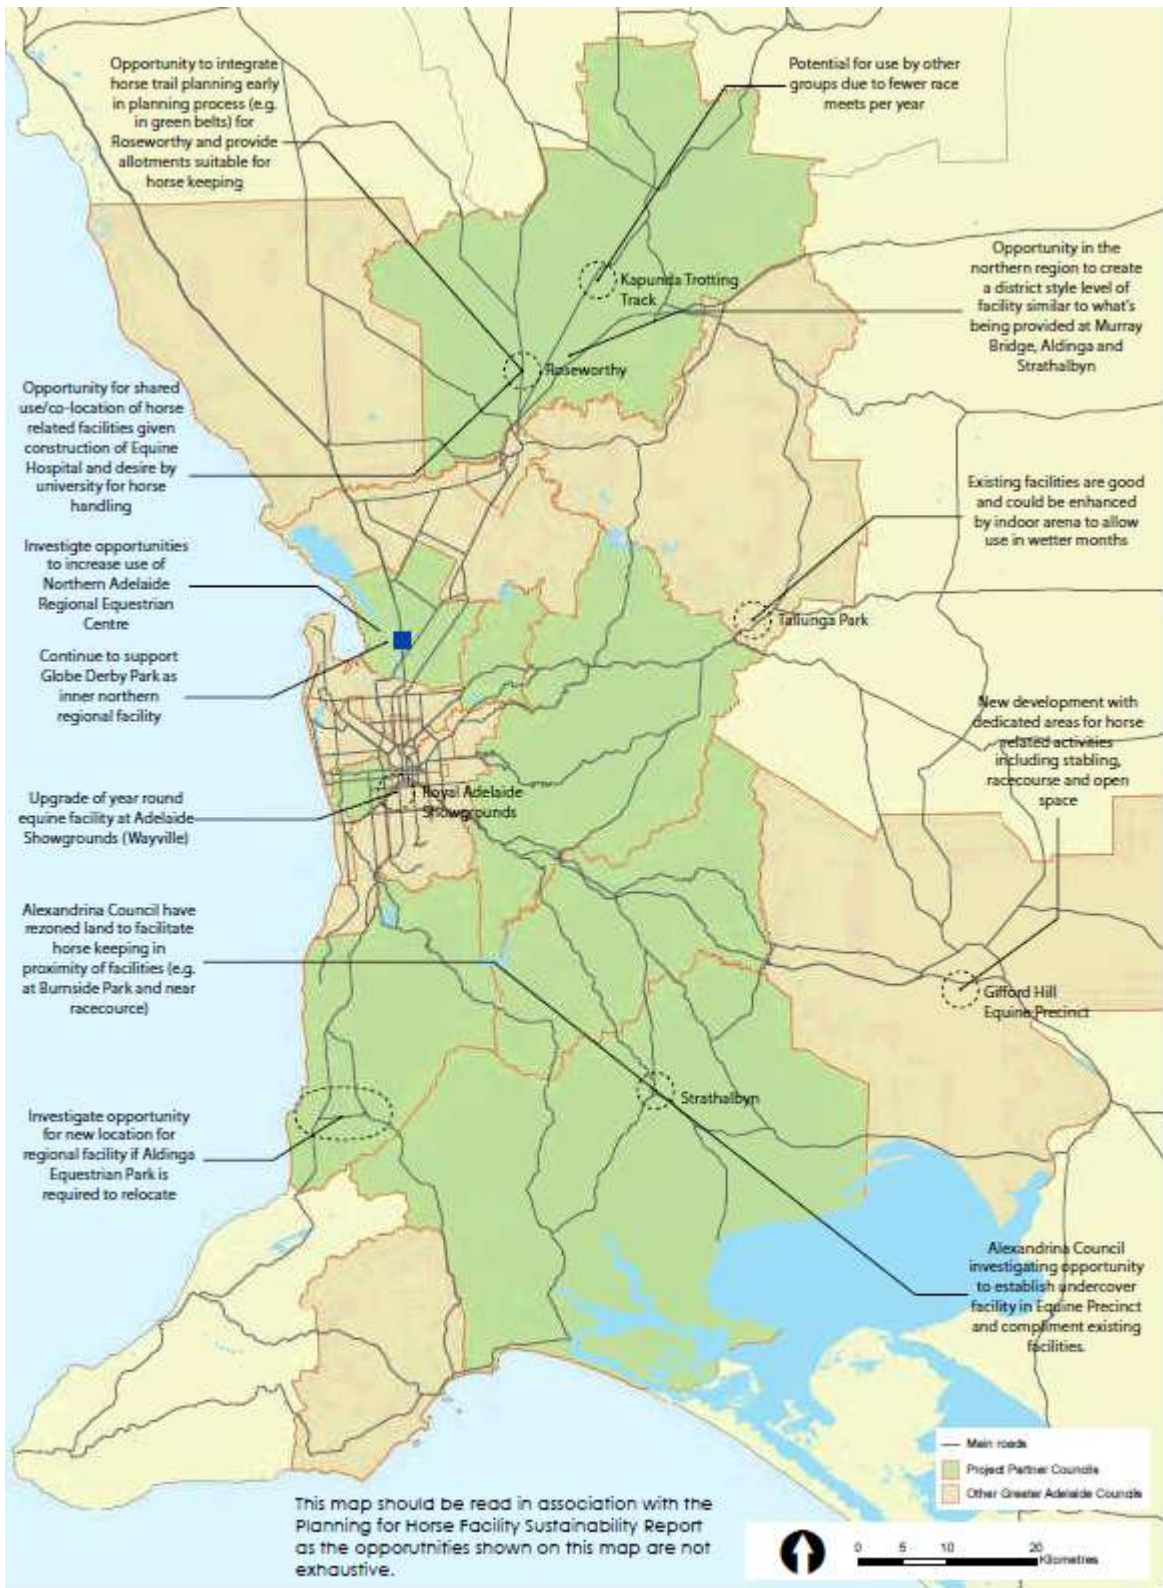 Opportunity to integrate
horse trail planning early
in planning process (e.g.
in green belts) for
Roseworthy and provide
allotments suitable for
horse keeping
Potential for use by other
groups due to fewer race
meets per year
Opportunity in the
northern region to create
a district style level of
facility similar to what's
being provided at Murray
Bridge, Aldinga and
Strathalbyn
Kapunda Trotting
Track
Roseworthy
Opportunity for shared
use/co-location of horse
related facilities given
construction of Equine
Hospital and desire by
university for horse
handling
Existing facilities are good
and could be enhanced
by indoor arena to allow
use in wetter months
Investigte opportunities
to increase use of
Northern Adelaide
Regional Equestrian
Centre
Tallunga Park
Continue to support
Globe Derby Park as
inner northern
regional facility
New development with
dedicated areas for horse
related activities
including stabling,
racecourse and open
space
Upgrade of year round
equine facility at Adelaide
Showgrounds (Wayville)
Royal Adelaide
Showgrounds
Alexandrina Council have
rezoned land to facilitate
horse keeping in
proximity of facilities (e.g.
at Burnside Park and near
racecource)
Gifford Hill
Equine Precinct
Strathalbyn
Investigate opportunity
for new location for
regional facility if Aldinga
Equestrian Park is
required to relocate
Alexandrina Council
investigating opportunity
to establish undercover
facility in Equine Precinct
and compliment existing
facilities.
Main roads
Project Partner Councils
Other Greater Adelaide Councils
This map should be read in association with the
Planning for Horse Facility Sustainability Report
as the opporutnities shown on this map are not
exhaustive.
0 5 10 20
Kilometres